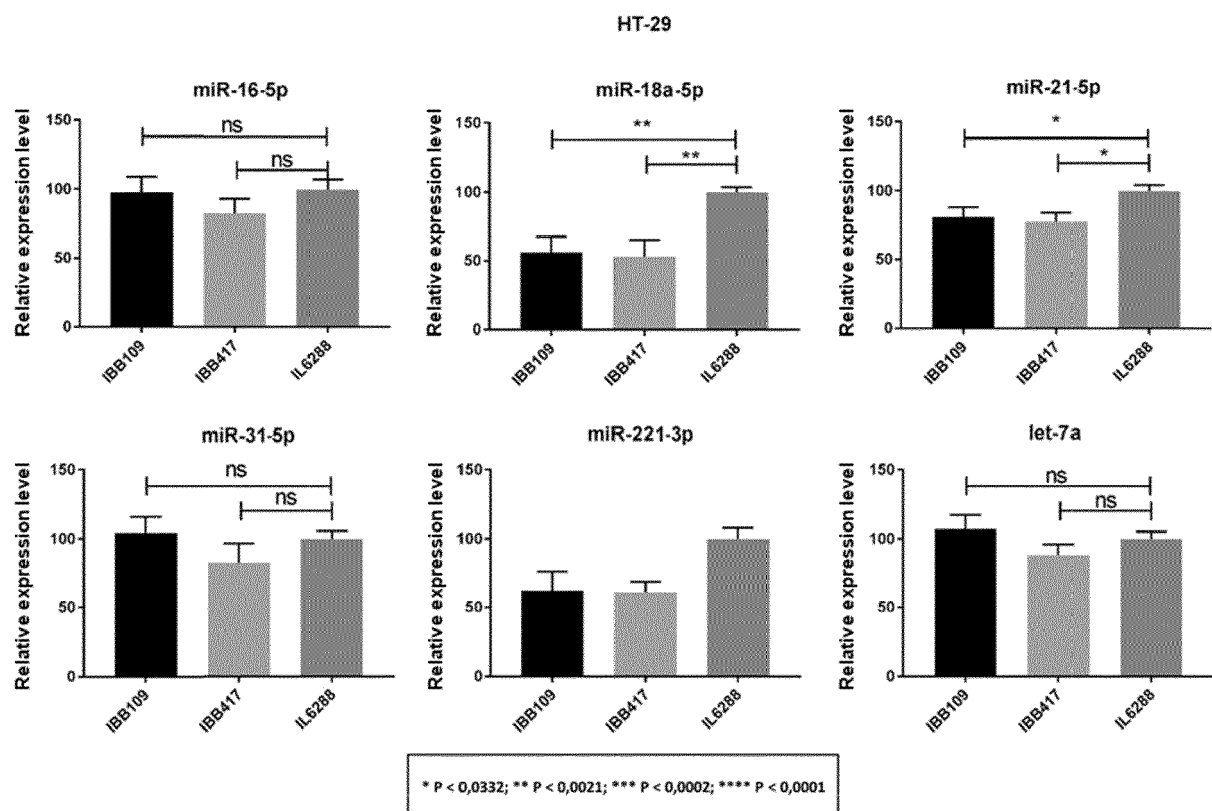 HT-29
miR-16-5p
Relative expression level
150
100
50
0
ns
ns
IBB109
IBB417
IL6288
miR-18a-5p
Relative expression level
150
100
50
0
**
**
IBB109
IBB417
IL6288
miR-21-5p
Relative expression level
150
100
50
0
*
*
IBB109
IBB417
IL6288
miR-31-5p
Relative expression level
150
100
50
0
ns
ns
IBB109
IBB417
IL6288
miR-221-3p
Relative expression level
150
100
50
0
IBB109
IBB417
IL6288
let-7a
Relative expression level
150
100
50
0
ns
ns
IBB109
IBB417
IL6288
* P < 0,0332; ** P < 0,0021; *** P < 0,0002; **** P < 0,0001